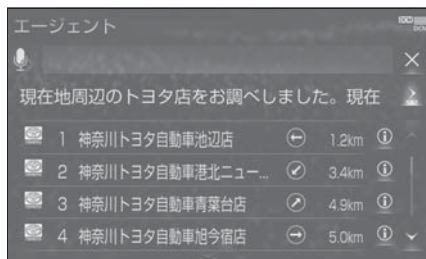 エージェント
現在地周辺のトヨタ店をお調べしました。現在
1 神奈川トヨタ自動車池辺店 1.2km
2 神奈川トヨタ自動車港北ニュー... 3.4km
3 神奈川トヨタ自動車青葉台店 4.9km
4 神奈川トヨタ自動車旭今宿店 5.0km